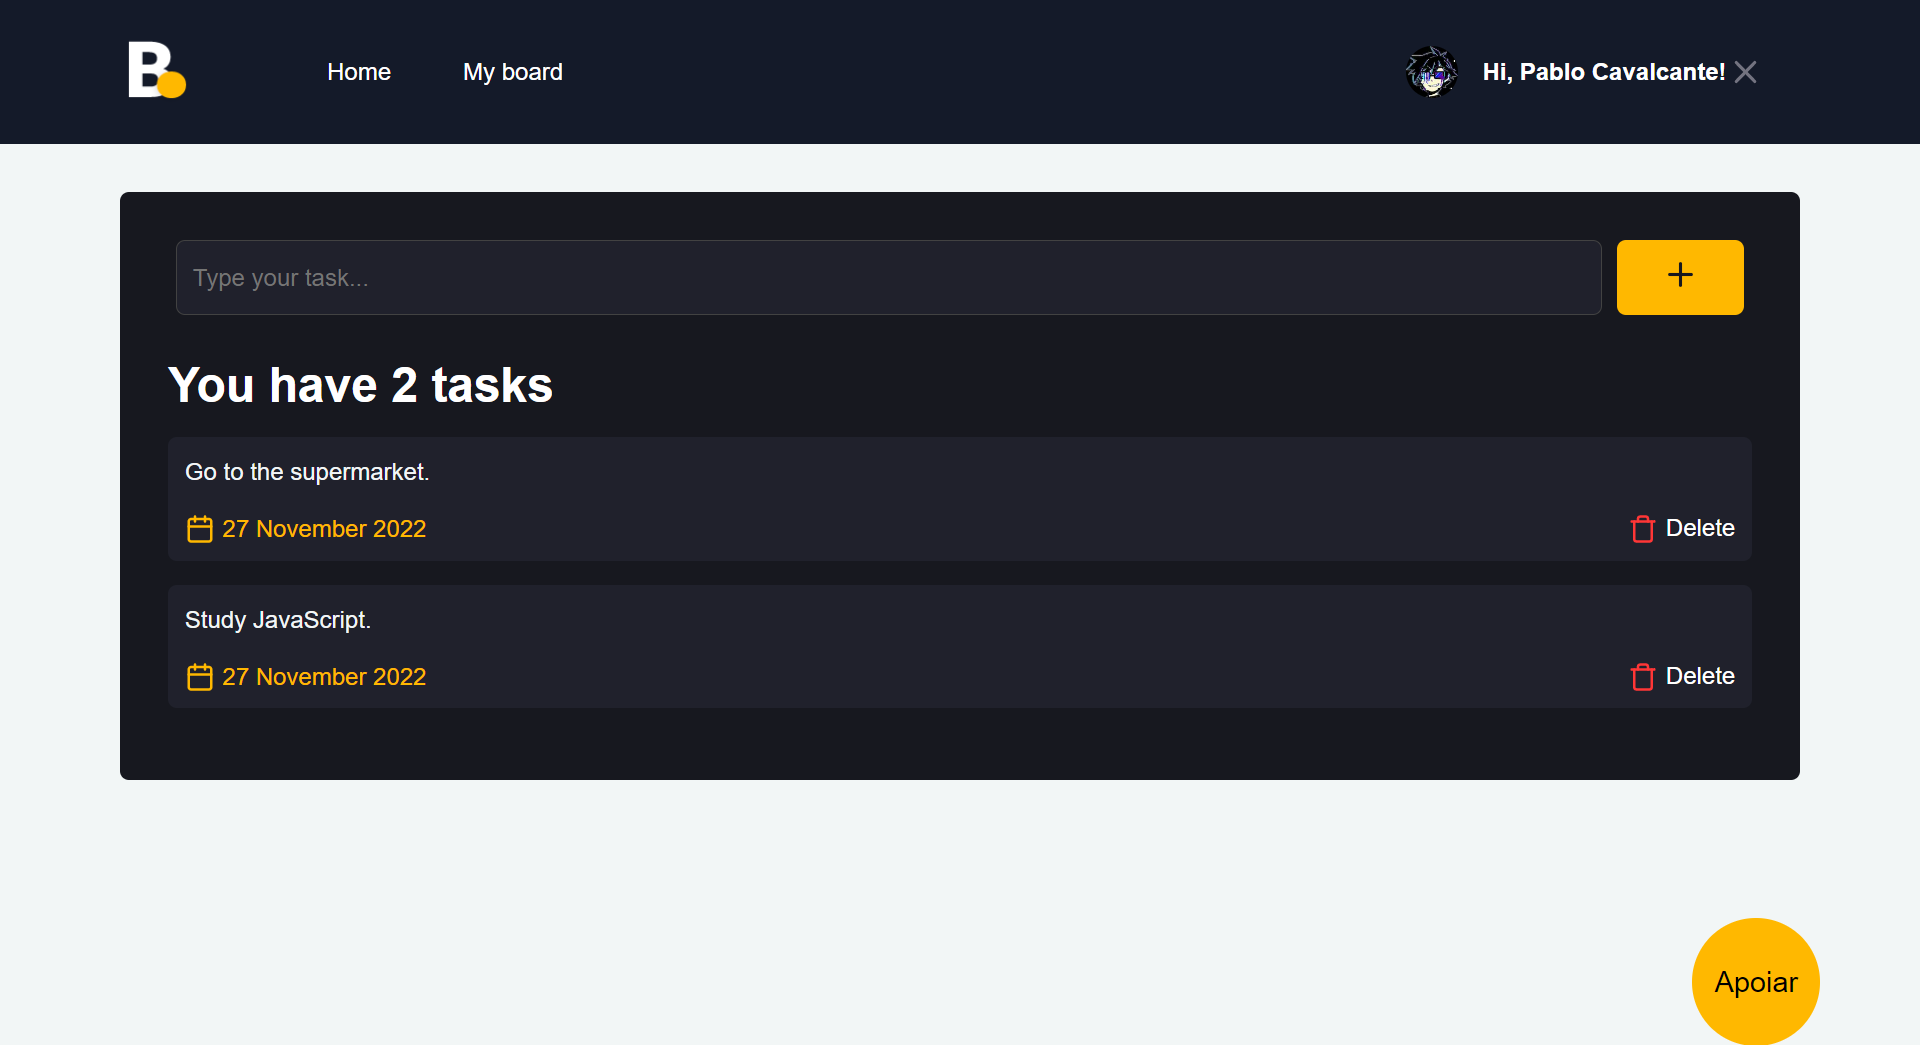 B
Home
My board
Hi, Pablo Cavalcante!
Type your task...
You have 2 tasks
Go to the supermarket.
27 November 2022
Delete
Study JavaScript.
27 November 2022
Delete
Apoiar